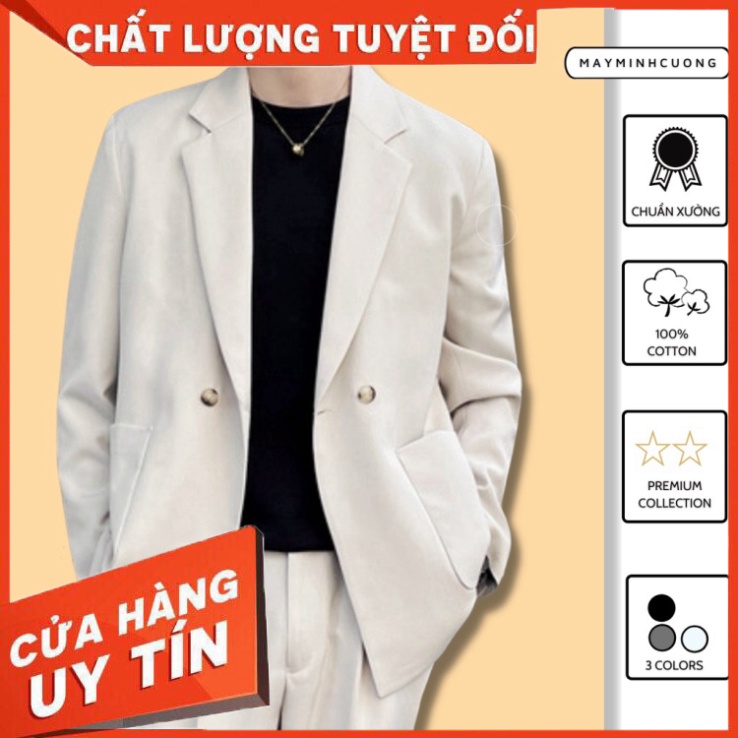 CHẤT LƯỢNG TUYỆT ĐỐI
MAYMINHCUONG
CHUẨN XƯỞNG
100%
COTTON
PREMIUM
COLLECTION
3 COLORS
CỬA HÀNG
UY TÍN